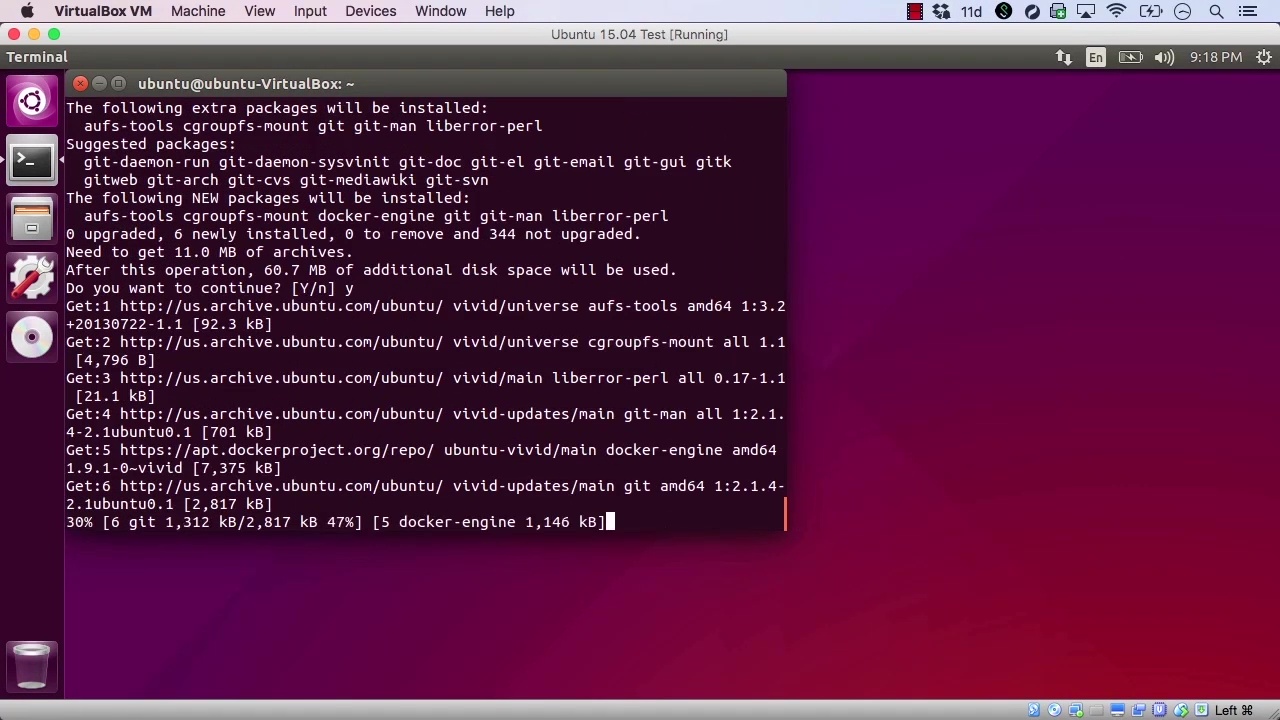 VirtualBox VM Machine View Input Devices Window Help 11d
Ubuntu 15.04 Test [Running]
Terminal En 9:18 PM
ubuntu@ubuntu-VirtualBox: ~
The following extra packages will be installed:
aufs-tools cgroupfs-mount git git-man liberror-perl
Suggested packages:
git-daemon-run git-daemon-sysvinit git-doc git-el git-email git-gui gitk
gitweb git-arch git-cvs git-mediawiki git-svn
The following NEW packages will be installed:
aufs-tools cgroupfs-mount docker-engine git git-man liberror-perl
0 upgraded, 6 newly installed, 0 to remove and 344 not upgraded.
Need to get 11.0 MB of archives.
After this operation, 60.7 MB of additional disk space will be used.
Do you want to continue? [Y/n] y
Get:1 http://us.archive.ubuntu.com/ubuntu/ vivid/universe aufs-tools amd64 1:3.2
+20130722-1.1 [92.3 kB]
Get:2 http://us.archive.ubuntu.com/ubuntu/ vivid/universe cgroupfs-mount all 1.1
[4,796 B]
Get:3 http://us.archive.ubuntu.com/ubuntu/ vivid/main liberror-perl all 0.17-1.1
[21.1 kB]
Get:4 http://us.archive.ubuntu.com/ubuntu/ vivid-updates/main git-man all 1:2.1.
4-2.1ubuntu0.1 [701 kB]
Get:5 https://apt.dockerproject.org/repo/ ubuntu-vivid/main docker-engine amd64
1.9.1-0~vivid [7,375 kB]
Get:6 http://us.archive.ubuntu.com/ubuntu/ vivid-updates/main git amd64 1:2.1.4-
2.1ubuntu0.1 [2,817 kB]
30% [6 git 1,312 kB/2,817 kB 47%] [5 docker-engine 1,146 kB]
Left ⌘